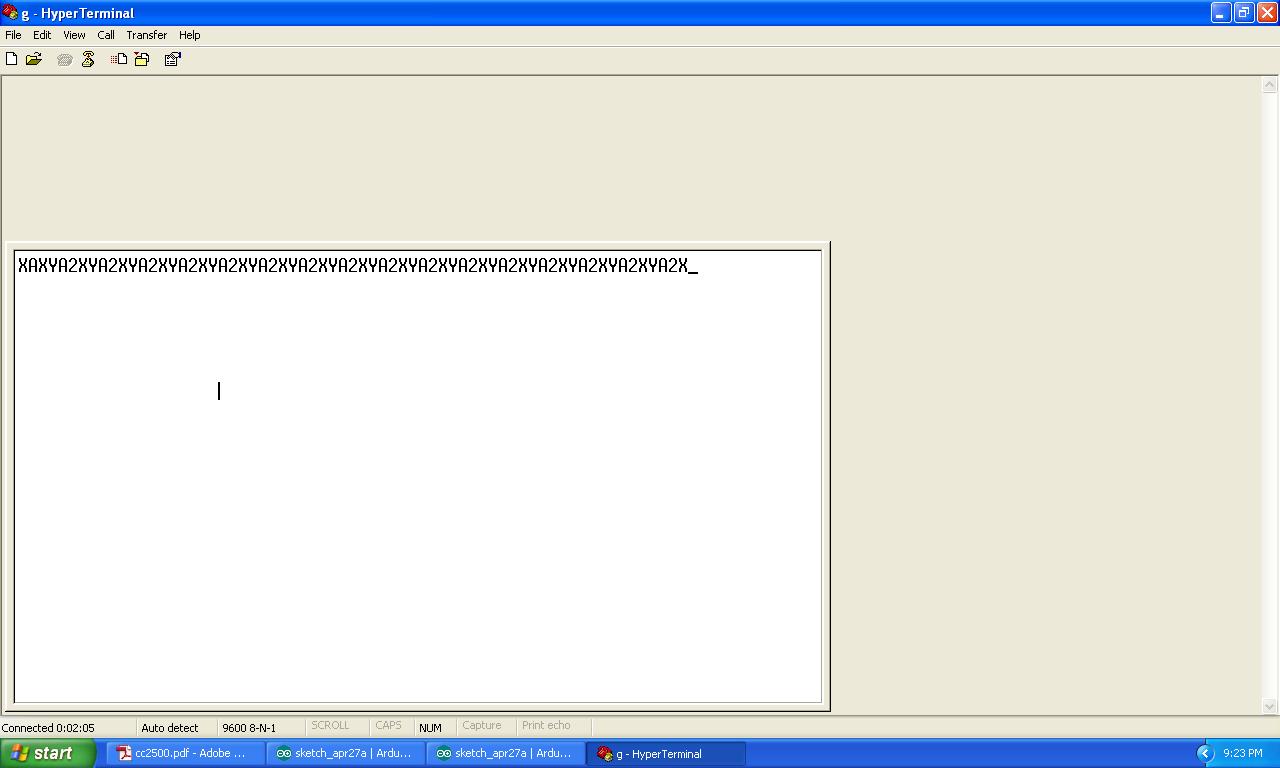 g - HyperTerminal
File Edit View Call Transfer Help
XAXYA2XYA2XYA2XYA2XYA2XYA2XYA2XYA2XYA2XYA2XYA2XYA2XYA2XYA2XYA2XYA2X_
Connected 0:02:05 Auto detect 9600 8-N-1 SCROLL CAPS NUM Capture Print echo
start cc2500.pdf - Adobe ... sketch_apr27a | Ardu... sketch_apr27a | Ardu... g - HyperTerminal 9:23 PM